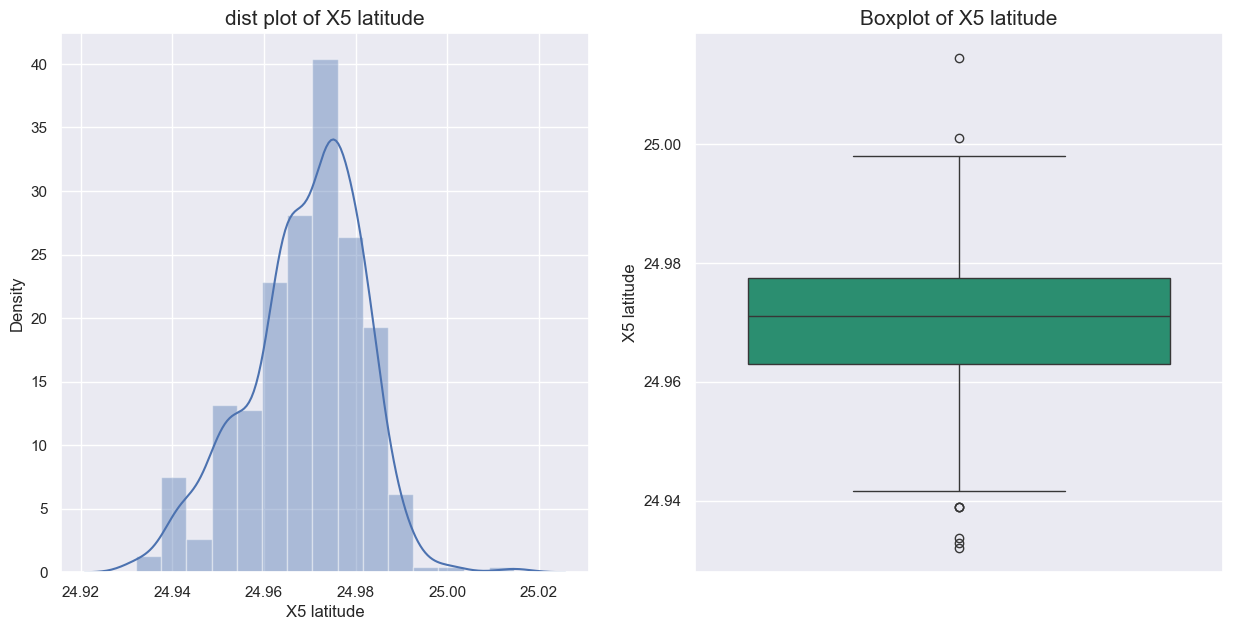 dist plot of X5 latitude
40
35
30
25
20
15
10
5
0
Density
24.92 24.94 24.96 24.98 25.00 25.02
X5 latitude
Boxplot of X5 latitude
25.00
24.98
24.96
24.94
X5 latitude